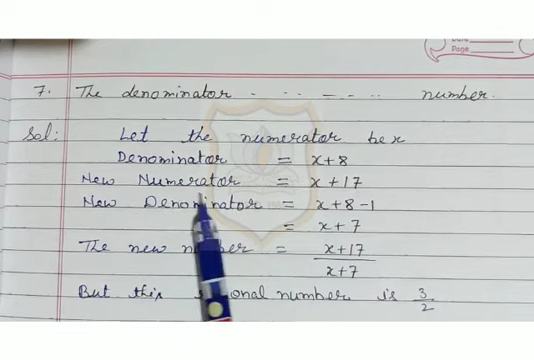 Page
7. The denominator - - - - - - - number.
Sol: Let the numerator be x
Denominator = x+8
New Numerator = x+17
New Denominator = x+8-1
= x+7
The new = x+17
x+7
But this number is 3/2